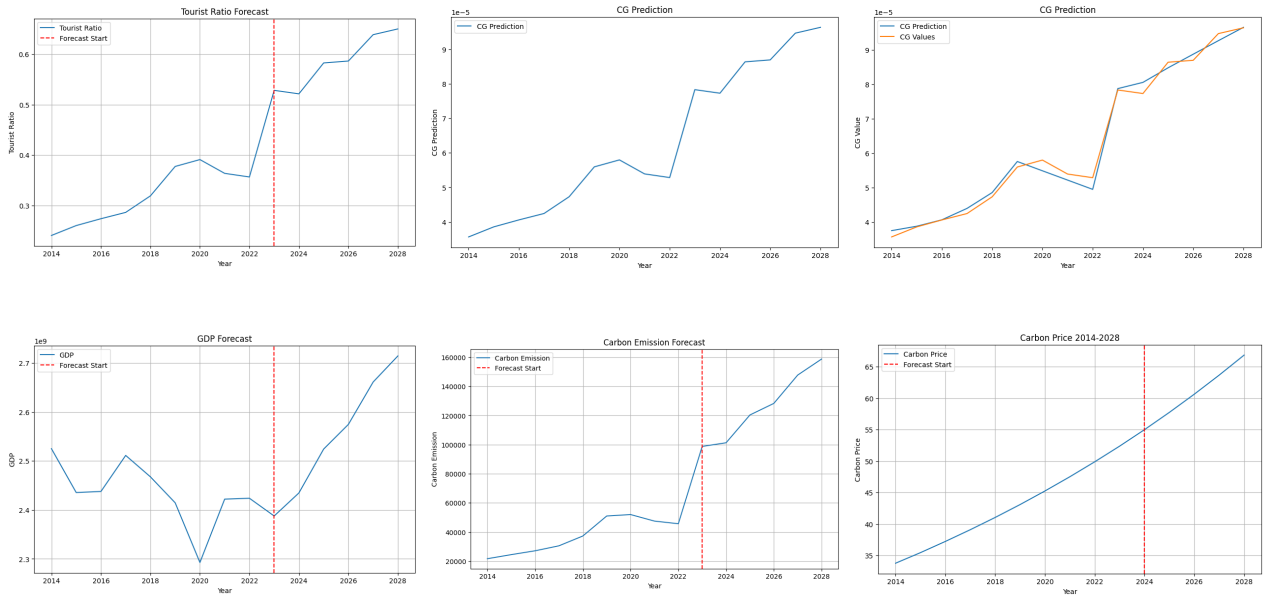 Tourist Ratio Forecast
Tourist Ratio
Forecast Start
0.6
0.5
0.4
0.3
Tourist Ratio
2014 2016 2018 2020 2022 2024 2026 2028
Year
CG Prediction
1e−5
CG Prediction
9
8
7
6
5
4
CG Prediction
2014 2016 2018 2020 2022 2024 2026 2028
Year
CG Prediction
1e−5
CG Prediction
CG Values
9
8
7
6
5
4
CG Value
2014 2016 2018 2020 2022 2024 2026 2028
Year
GDP Forecast
1e9
GDP
Forecast Start
2.7
2.6
2.5
2.4
2.3
GDP
2014 2016 2018 2020 2022 2024 2026 2028
Year
Carbon Emission Forecast
Carbon Emission
Forecast Start
160000
140000
120000
100000
80000
60000
40000
20000
Carbon Emission
2014 2016 2018 2020 2022 2024 2026 2028
Year
Carbon Price 2014-2028
Carbon Price
Forecast Start
65
60
55
50
45
40
35
Carbon Price
2014 2016 2018 2020 2022 2024 2026 2028
Year